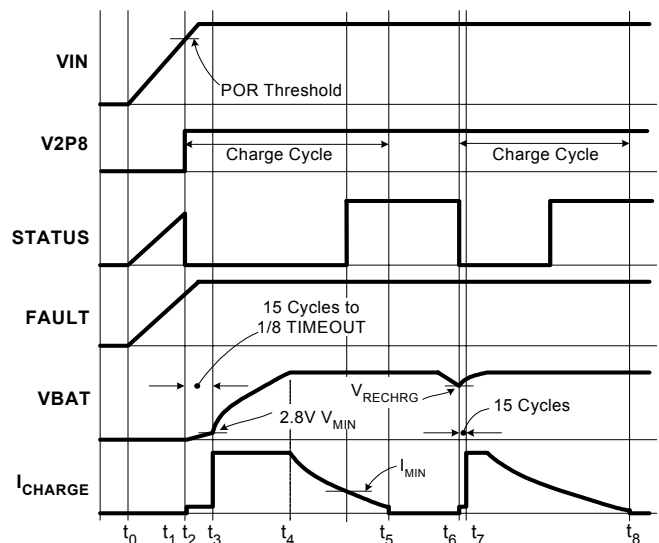 VIN
POR Threshold
V2P8
Charge Cycle
Charge Cycle
STATUS
FAULT
15 Cycles to
1/8 TIMEOUT
VBAT
VRECHRG
2.8V VMIN
15 Cycles
ICHARGE
IMIN
t0 t1 t2 t3 t4 t5 t6 t7 t8